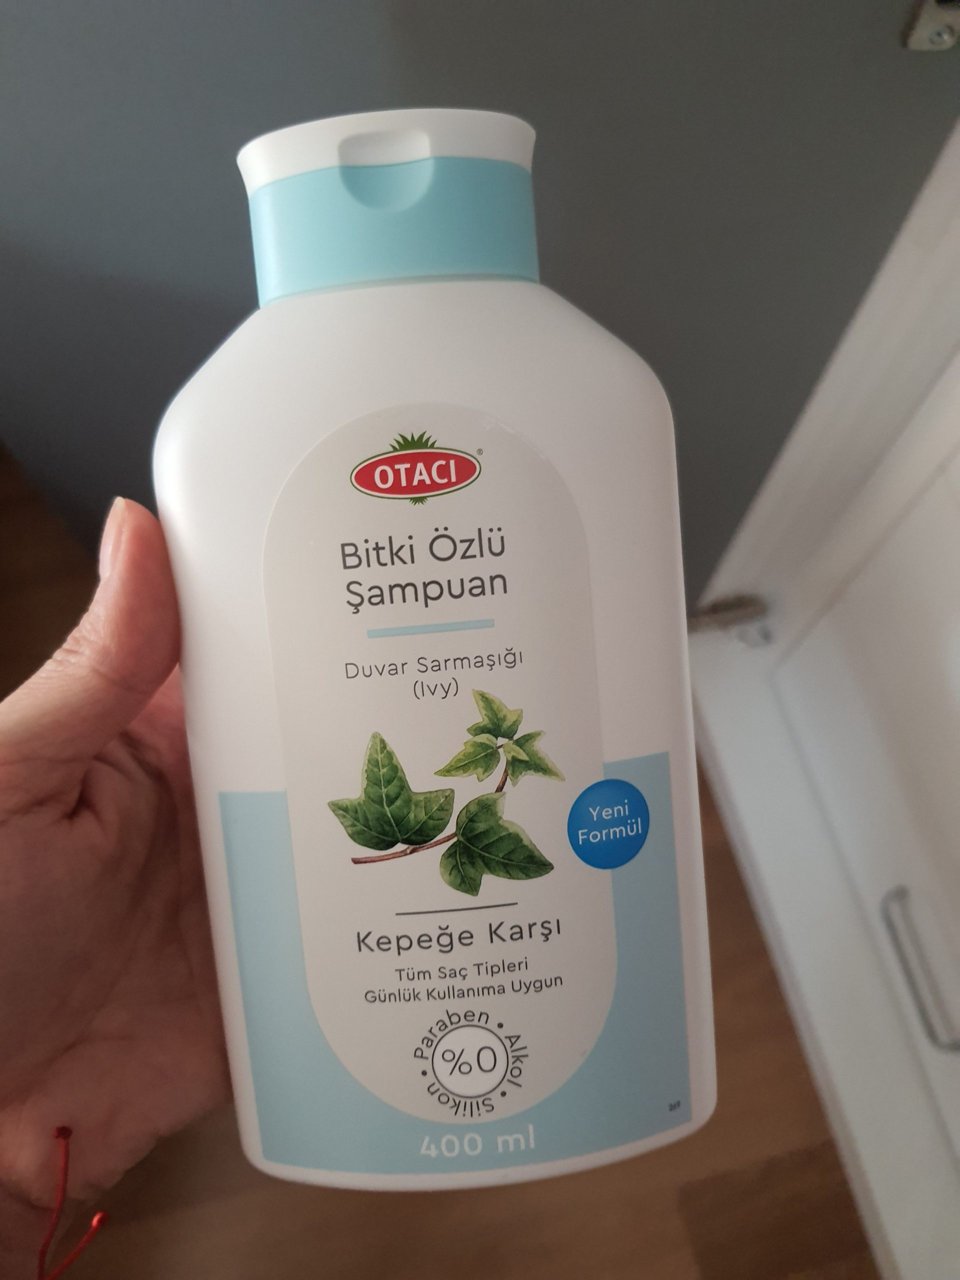 OTACI
Bitki Özlü
Şampuan
Duvar Sarmaşığı
(Ivy)
Yeni
Formül
Kepeğe Karşı
Tüm Saç Tipleri
Günlük Kullanıma Uygun
Paraben • Alkol • Silikon •
%0
400 ml